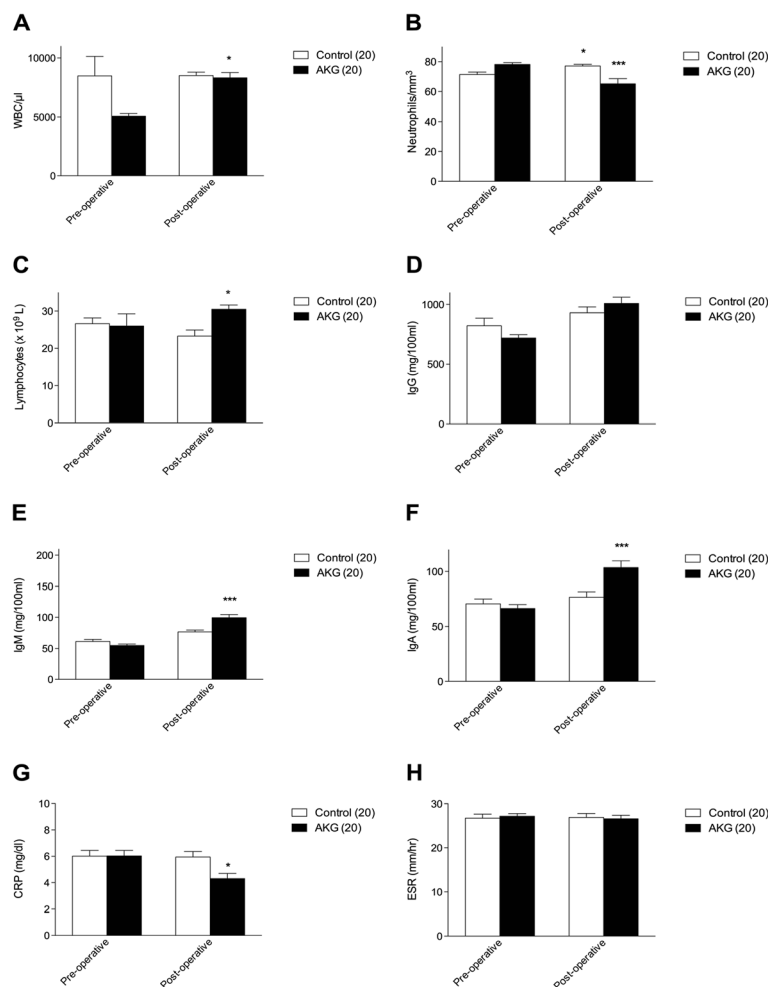 A
Control (20)
AKG (20)
WBC/µl
10000
5000
0
*
Pre-operative
Post-operative
B
Control (20)
AKG (20)
Neutrophils/mm³
80
60
40
20
0
*
***
Pre-operative
Post-operative
C
Control (20)
AKG (20)
Lymphocytes (x 10⁹ L)
30
20
10
0
*
Pre-operative
Post-operative
D
Control (20)
AKG (20)
IgG (mg/100ml)
1000
500
0
Pre-operative
Post-operative
E
Control (20)
AKG (20)
IgM (mg/100ml)
200
150
100
50
0
***
Pre-operative
Post-operative
F
Control (20)
AKG (20)
IgA (mg/100ml)
100
50
0
***
Pre-operative
Post-operative
G
Control (20)
AKG (20)
CRP (mg/dl)
10
8
6
4
2
0
*
Pre-operative
Post-operative
H
Control (20)
AKG (20)
ESR (mm/hr)
30
20
10
0
Pre-operative
Post-operative